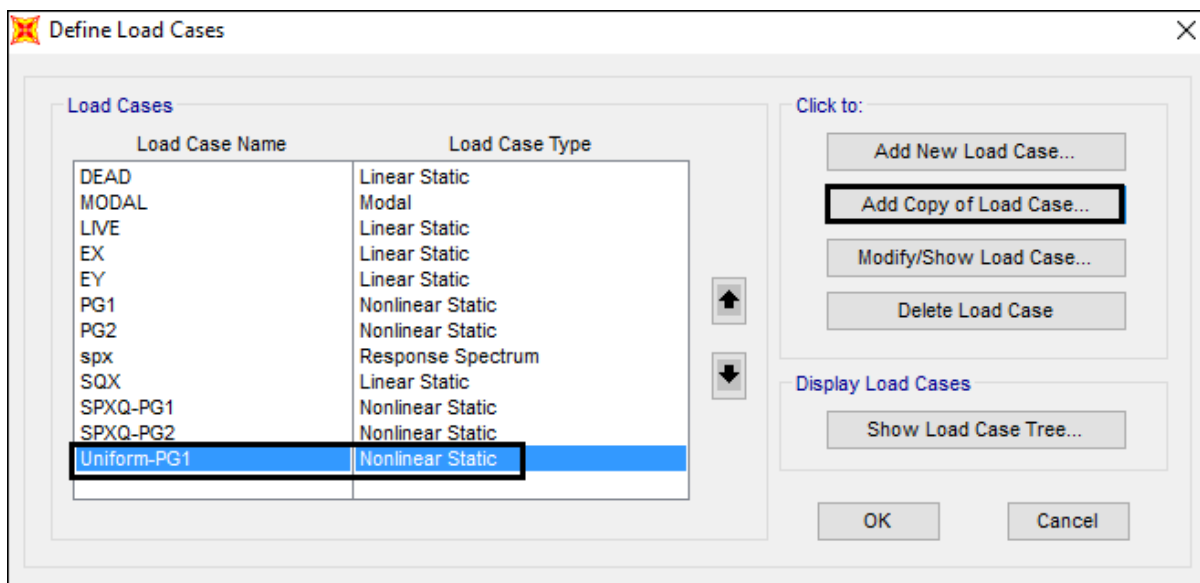 Define Load Cases
Load Cases
Load Case Name Load Case Type
DEAD Linear Static
MODAL Modal
LIVE Linear Static
EX Linear Static
EY Linear Static
PG1 Nonlinear Static
PG2 Nonlinear Static
spx Response Spectrum
SQX Linear Static
SPXQ-PG1 Nonlinear Static
SPXQ-PG2 Nonlinear Static
Uniform-PG1 Nonlinear Static
Click to:
Add New Load Case...
Add Copy of Load Case...
Modify/Show Load Case...
Delete Load Case
Display Load Cases
Show Load Case Tree...
OK Cancel